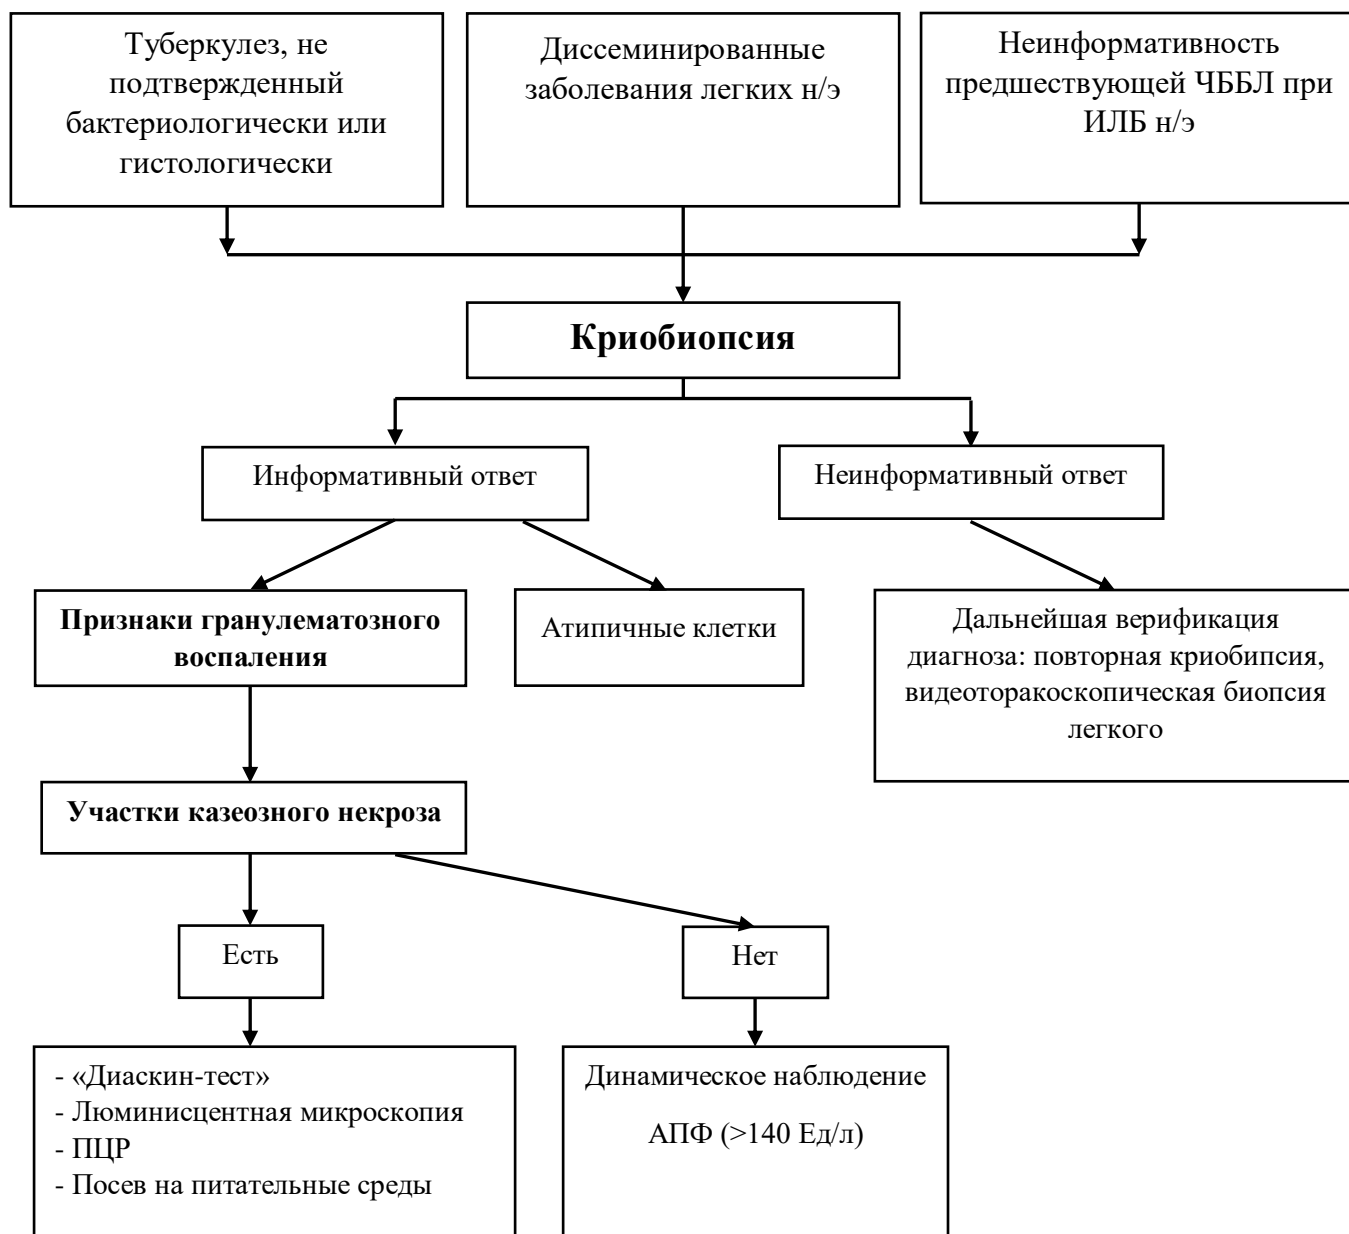 Туберкулез, не
подтвержденный
бактериологически или
гистологически
Диссеминированные
заболевания легких н/э
Неинформативность
предшествующей ЧББЛ при
ИЛБ н/э
Криобиопсия
Информативный ответ
Неинформативный ответ
Признаки гранулематозного
воспаления
Атипичные клетки
Дальнейшая верификация
диагноза: повторная криобипсия,
видеоторакоскопическая биопсия
легкого
Участки казеозного некроза
Есть
Нет
- «Диаскин-тест»
- Люминисцентная микроскопия
- ПЦР
- Посев на питательные среды
Динамическое наблюдение
АПФ (>140 Ед/л)